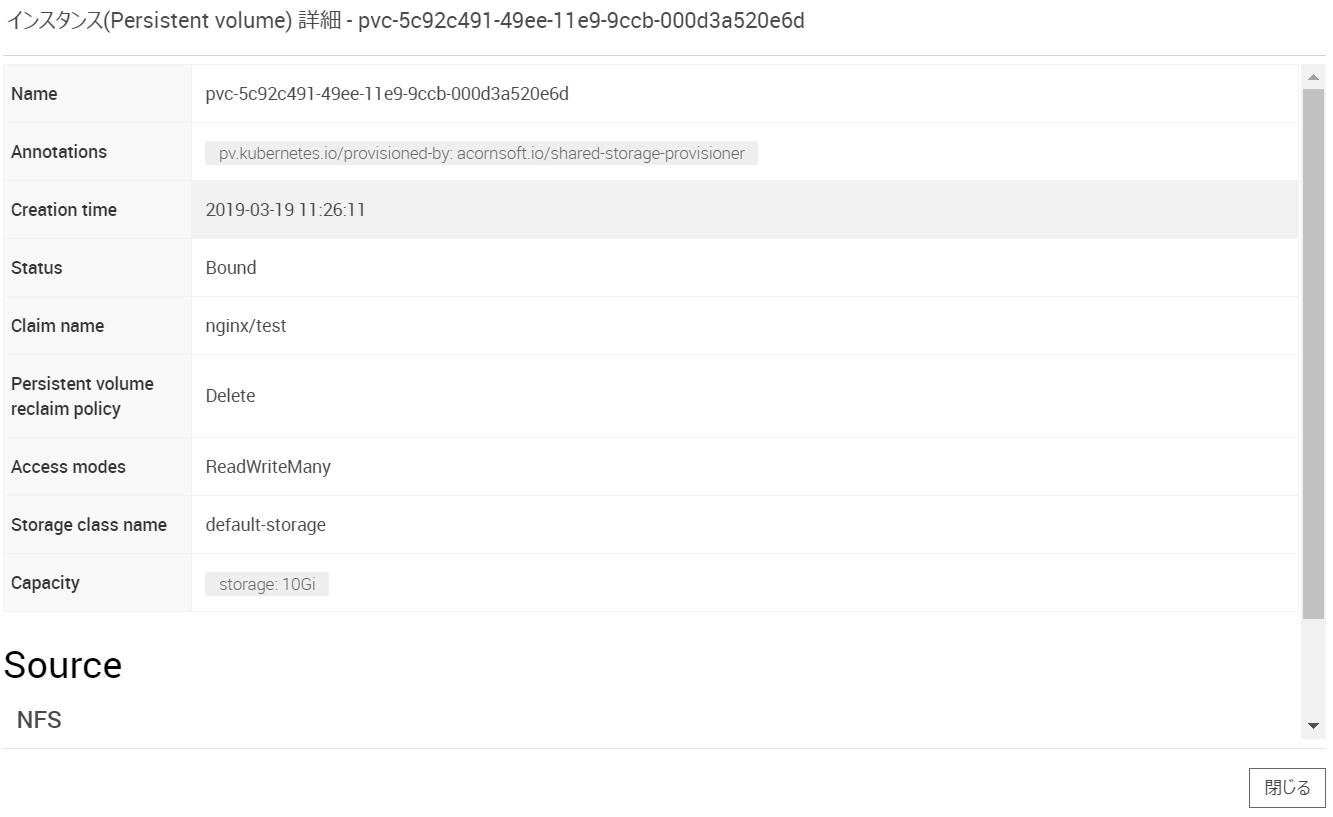 インスタンス(Persistent volume) 詳細 - pvc-5c92c491-49ee-11e9-9ccb-000d3a520e6d
Name pvc-5c92c491-49ee-11e9-9ccb-000d3a520e6d
Annotations pv.kubernetes.io/provisioned-by: acornsoft.io/shared-storage-provisioner
Creation time 2019-03-19 11:26:11
Status Bound
Claim name nginx/test
Persistent volume
reclaim policy Delete
Access modes ReadWriteMany
Storage class name default-storage
Capacity storage: 10Gi
Source
NFS
閉じる